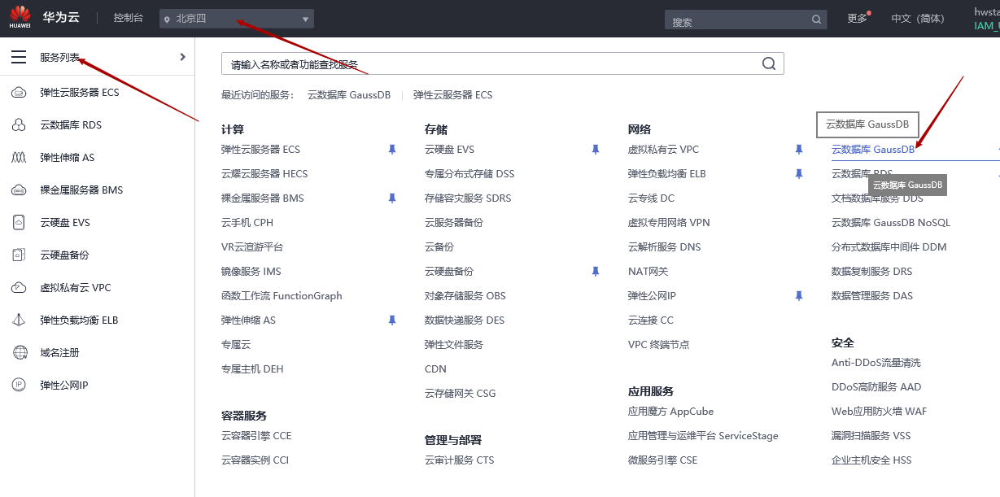 HUAWEI
华为云
控制台
北京四
搜索
更多
中文（简体）
hwsta
IAM_U
服务列表
弹性云服务器 ECS
云数据库 RDS
弹性伸缩 AS
裸金属服务器 BMS
云硬盘 EVS
云硬盘备份
虚拟私有云 VPC
弹性负载均衡 ELB
域名注册
IP
弹性公网IP
请输入名称或者功能查找服务
最近访问的服务：
云数据库 GaussDB
弹性云服务器 ECS
计算
弹性云服务器 ECS
云耀云服务器 HECS
裸金属服务器 BMS
云手机 CPH
VR云渲游平台
镜像服务 IMS
函数工作流 FunctionGraph
弹性伸缩 AS
专属云
专属主机 DEH
容器服务
云容器引擎 CCE
云容器实例 CCI
存储
云硬盘 EVS
专属分布式存储 DSS
存储容灾服务 SDRS
云服务器备份
云备份
云硬盘备份
对象存储服务 OBS
数据快递服务 DES
弹性文件服务
CDN
云存储网关 CSG
管理与部署
云审计服务 CTS
网络
虚拟私有云 VPC
弹性负载均衡 ELB
云专线 DC
虚拟专用网络 VPN
云解析服务 DNS
NAT网关
弹性公网IP
云连接 CC
VPC 终端节点
应用服务
应用魔方 AppCube
应用管理与运维平台 ServiceStage
微服务引擎 CSE
云数据库 GaussDB
云数据库 GaussDB
云数据库 RDS
云数据库 GaussDB
文档数据库服务 DDS
云数据库 GaussDB NoSQL
分布式数据库中间件 DDM
数据复制服务 DRS
数据管理服务 DAS
安全
Anti-DDoS流量清洗
DDoS高防服务 AAD
Web应用防火墙 WAF
漏洞扫描服务 VSS
企业主机安全 HSS